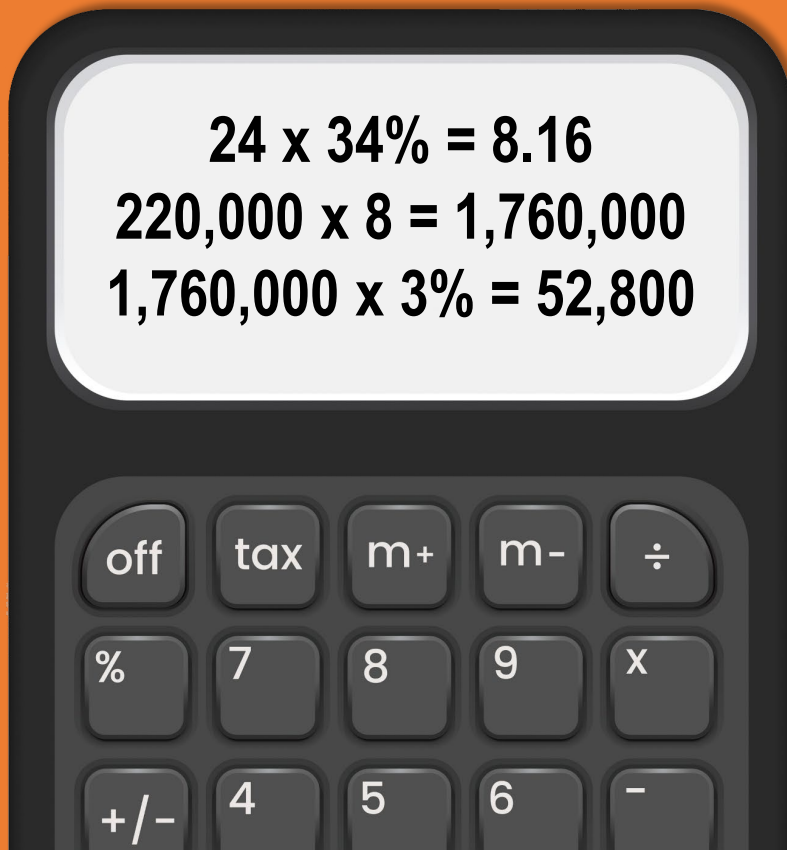 24 x 34% = 8.16
220,000 x 8 = 1,760,000
1,760,000 x 3% = 52,800
off tax m+ m- ÷
% 7 8 9 x
+/- 4 5 6 -